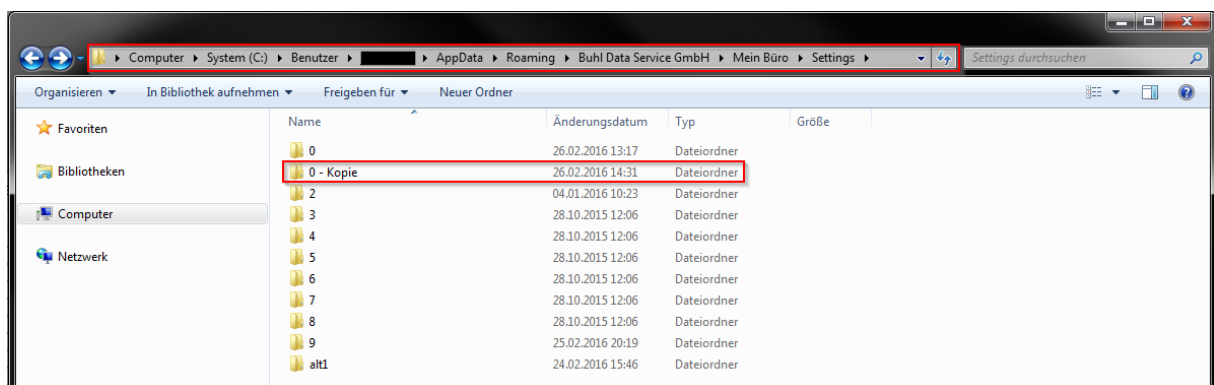 Computer ▸ System (C:) ▸ Benutzer ▸ ▸ AppData ▸ Roaming ▸ Buhl Data Service GmbH ▸ Mein Büro ▸ Settings ▸ Settings durchsuchen
Organisieren In Bibliothek aufnehmen Freigeben für Neuer Ordner
Name Änderungsdatum Typ Größe
Favoriten
Bibliotheken
Computer
Netzwerk
0 26.02.2016 13:17 Dateiordner
0 - Kopie 26.02.2016 14:31 Dateiordner
2 04.01.2016 10:23 Dateiordner
3 28.10.2015 12:06 Dateiordner
4 28.10.2015 12:06 Dateiordner
5 28.10.2015 12:06 Dateiordner
6 28.10.2015 12:06 Dateiordner
7 28.10.2015 12:06 Dateiordner
8 28.10.2015 12:06 Dateiordner
9 25.02.2016 20:19 Dateiordner
alt1 24.02.2016 15:46 Dateiordner